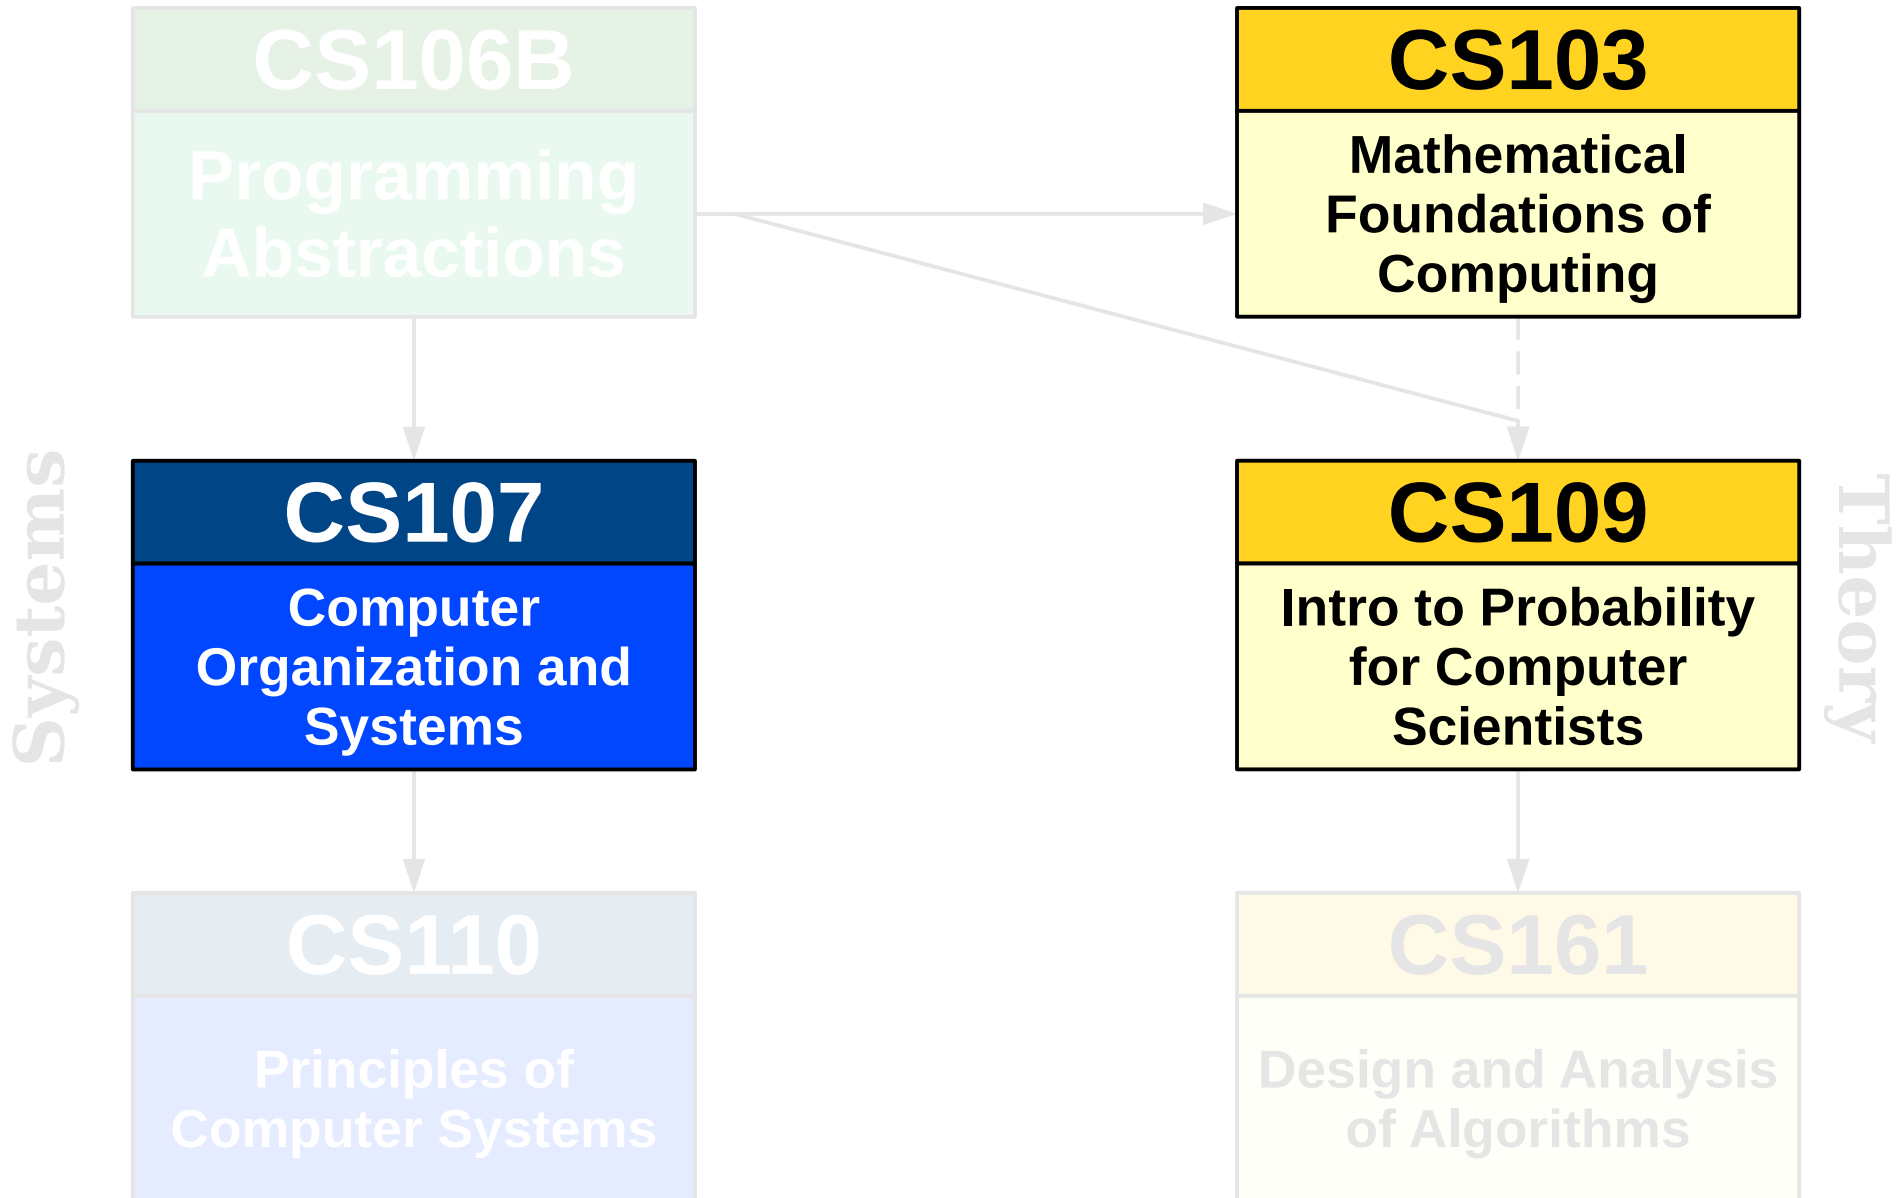 CS106B
Programming
Abstractions
CS103
Mathematical
Foundations of
Computing
Systems
CS107
Computer
Organization and
Systems
CS109
Intro to Probability
for Computer
Scientists
Theory
CS110
Principles of
Computer Systems
CS161
Design and Analysis
of Algorithms